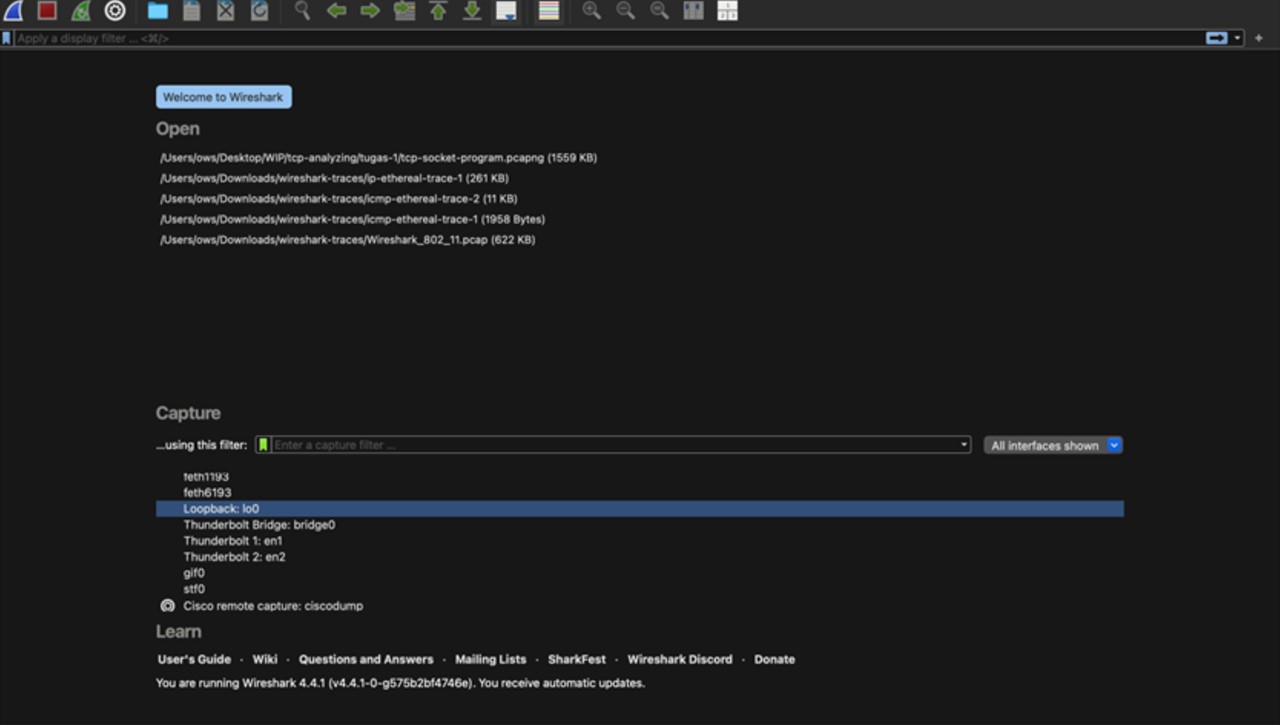 Apply a display filter ... <⌘/>
Welcome to Wireshark
Open
/Users/ows/Desktop/WIP/tcp-analyzing/tugas-1/tcp-socket-program.pcapng (1559 KB)
/Users/ows/Downloads/wireshark-traces/ip-ethereal-trace-1 (261 KB)
/Users/ows/Downloads/wireshark-traces/icmp-ethereal-trace-2 (11 KB)
/Users/ows/Downloads/wireshark-traces/icmp-ethereal-trace-1 (1958 Bytes)
/Users/ows/Downloads/wireshark-traces/Wireshark_802_11.pcap (622 KB)
Capture
...using this filter: Enter a capture filter ... All interfaces shown
feth1193
feth6193
Loopback: lo0
Thunderbolt Bridge: bridge0
Thunderbolt 1: en1
Thunderbolt 2: en2
gif0
stf0
Cisco remote capture: ciscodump
Learn
User's Guide · Wiki · Questions and Answers · Mailing Lists · SharkFest · Wireshark Discord · Donate
You are running Wireshark 4.4.1 (v4.4.1-0-g575b2bf4746e). You receive automatic updates.